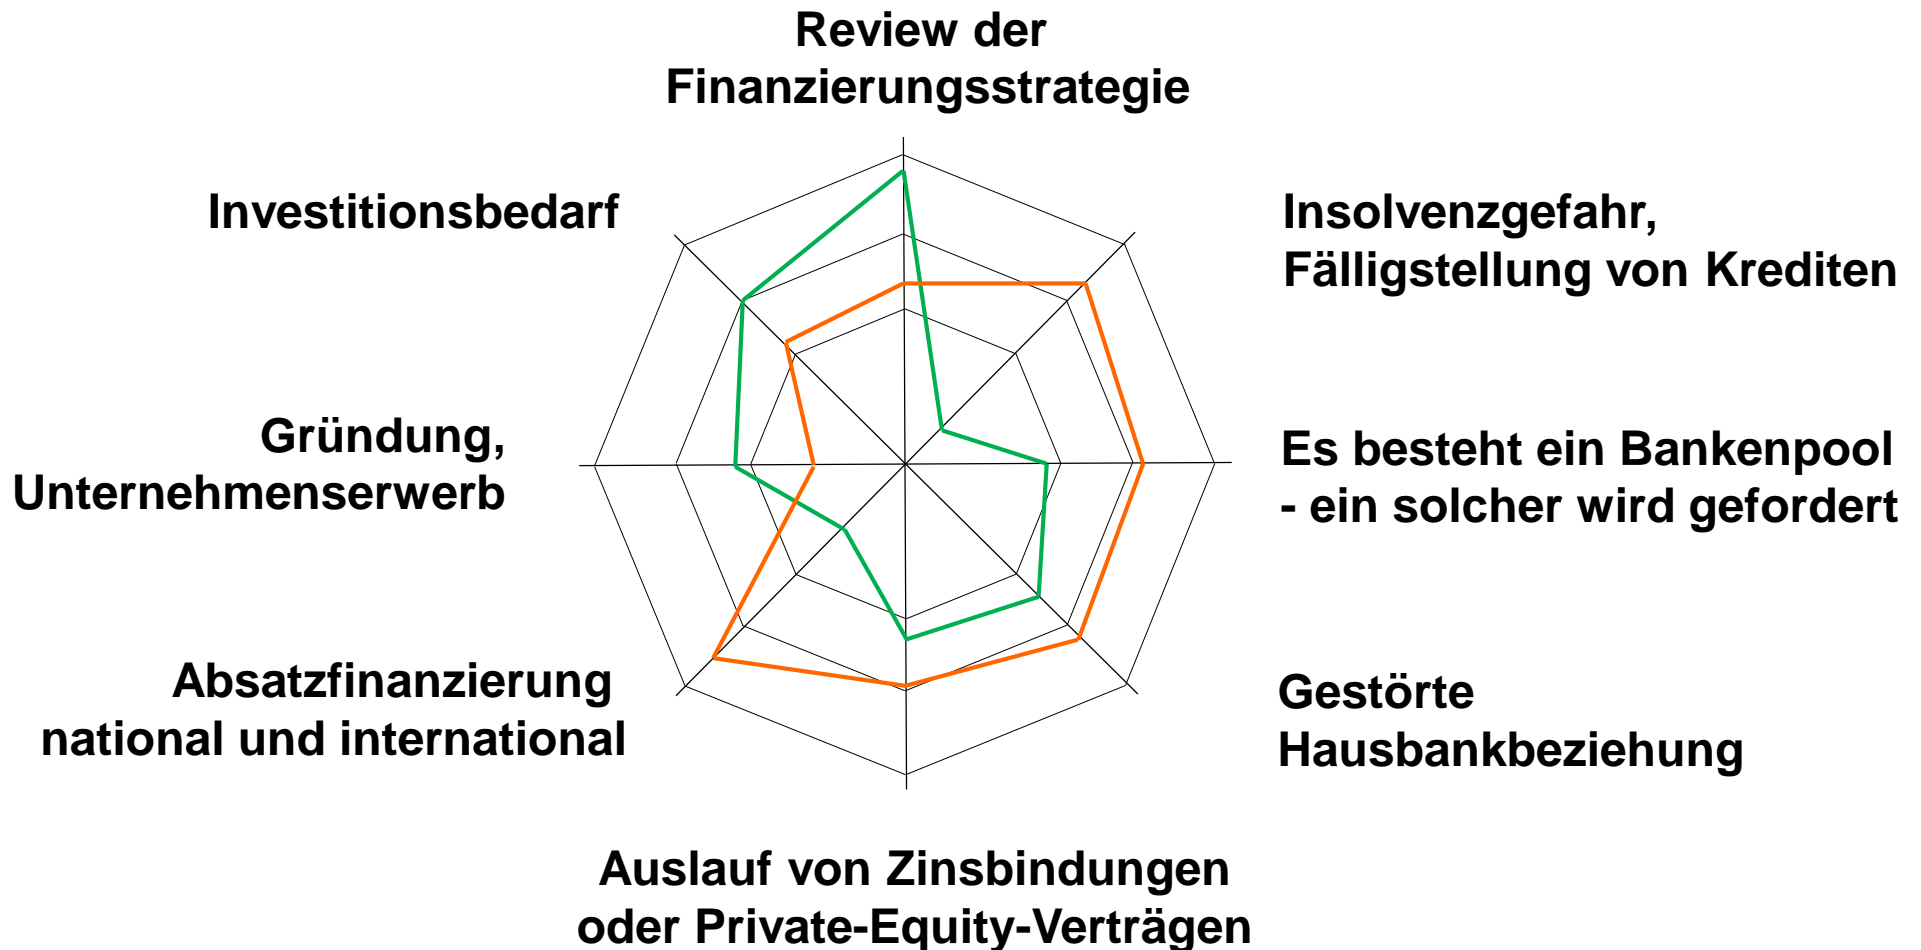 Review der
Finanzierungsstrategie
Investitionsbedarf
Insolvenzgefahr,
Fälligstellung von Krediten
Gründung,
Unternehmenserwerb
Es besteht ein Bankenpool
- ein solcher wird gefordert
Absatzfinanzierung
national und international
Gestörte
Hausbankbeziehung
Auslauf von Zinsbindungen
oder Private-Equity-Verträgen